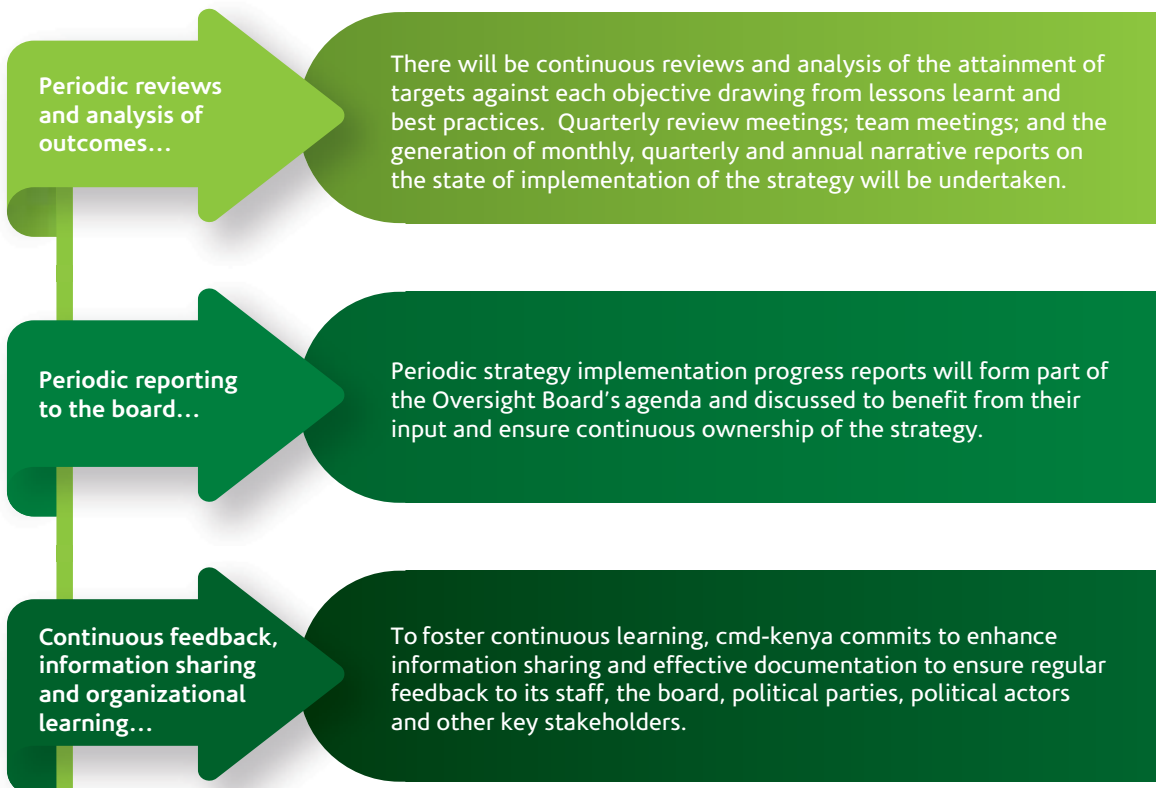 Periodic reviews
and analysis of
outcomes…
There will be continuous reviews and analysis of the attainment of
targets against each objective drawing from lessons learnt and
best practices.  Quarterly review meetings; team meetings; and the
generation of monthly, quarterly and annual narrative reports on
the state of implementation of the strategy will be undertaken.
Periodic reporting
to the board…
Periodic strategy implementation progress reports will form part of
the Oversight Board’s agenda and discussed to benefit from their
input and ensure continuous ownership of the strategy.
Continuous feedback,
information sharing
and organizational
learning…
To foster continuous learning, cmd-kenya commits to enhance
information sharing and effective documentation to ensure regular
feedback to its staff, the board, political parties, political actors
and other key stakeholders.